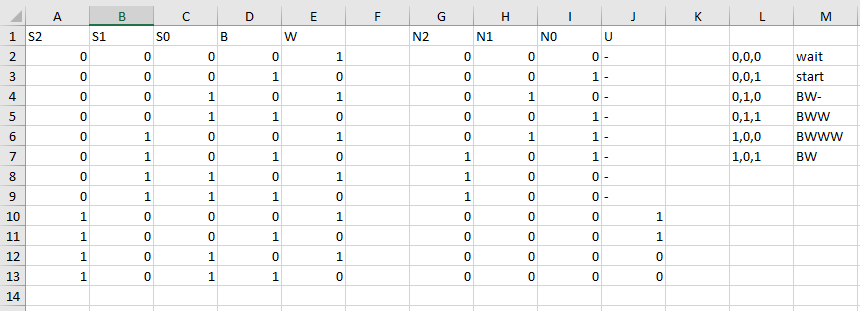 A B C D E F G H I J K L M
1 S2 S1 S0 B W N2 N1 N0 U
2 0 0 0 0 1 0 0 0 - 0,0,0 wait
3 0 0 0 1 0 0 0 1 - 0,0,1 start
4 0 0 1 0 1 0 1 0 - 0,1,0 BW-
5 0 0 1 1 0 0 0 1 - 0,1,1 BWW
6 0 1 0 0 1 0 1 1 - 1,0,0 BWWW
7 0 1 0 1 0 1 0 1 - 1,0,1 BW
8 0 1 1 0 1 1 0 0 -
9 0 1 1 1 0 1 0 0 -
10 1 0 0 0 1 0 0 0 1
11 1 0 0 1 0 0 0 0 1
12 1 0 1 0 1 0 0 0 0
13 1 0 1 1 0 0 0 0 0
14